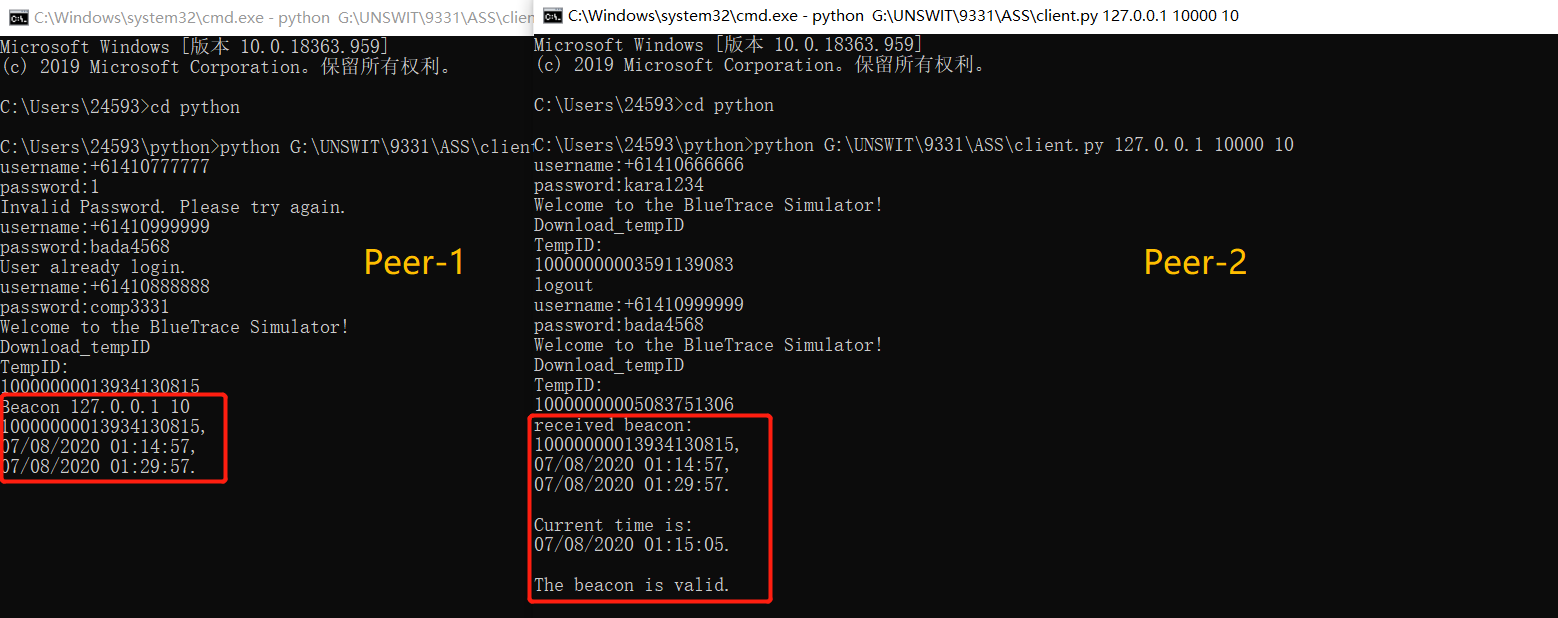 C:\Windows\system32\cmd.exe - python  G:\UNSWIT\9331\ASS\clien
Microsoft Windows [版本 10.0.18363.959]
(c) 2019 Microsoft Corporation。保留所有权利。
C:\Users\24593>cd python
C:\Users\24593\python>python G:\UNSWIT\9331\ASS\clien
username:+61410777777
password:1
Invalid Password. Please try again.
username:+61410999999
password:bada4568
User already login.
username:+61410888888
password:comp3331
Welcome to the BlueTrace Simulator!
Download_tempID
TempID:
10000000013934130815
Beacon 127.0.0.1 10
10000000013934130815,
07/08/2020 01:14:57,
07/08/2020 01:29:57.
Peer-1
C:\Windows\system32\cmd.exe - python  G:\UNSWIT\9331\ASS\client.py 127.0.0.1 10000 10
Microsoft Windows [版本 10.0.18363.959]
(c) 2019 Microsoft Corporation。保留所有权利。
C:\Users\24593>cd python
C:\Users\24593\python>python G:\UNSWIT\9331\ASS\client.py 127.0.0.1 10000 10
username:+61410666666
password:kara1234
Welcome to the BlueTrace Simulator!
Download_tempID
TempID:
10000000003591139083
logout
username:+61410999999
password:bada4568
Welcome to the BlueTrace Simulator!
Download_tempID
TempID:
10000000005083751306
received beacon:
10000000013934130815,
07/08/2020 01:14:57,
07/08/2020 01:29:57.
Current time is:
07/08/2020 01:15:05.
The beacon is valid.
Peer-2